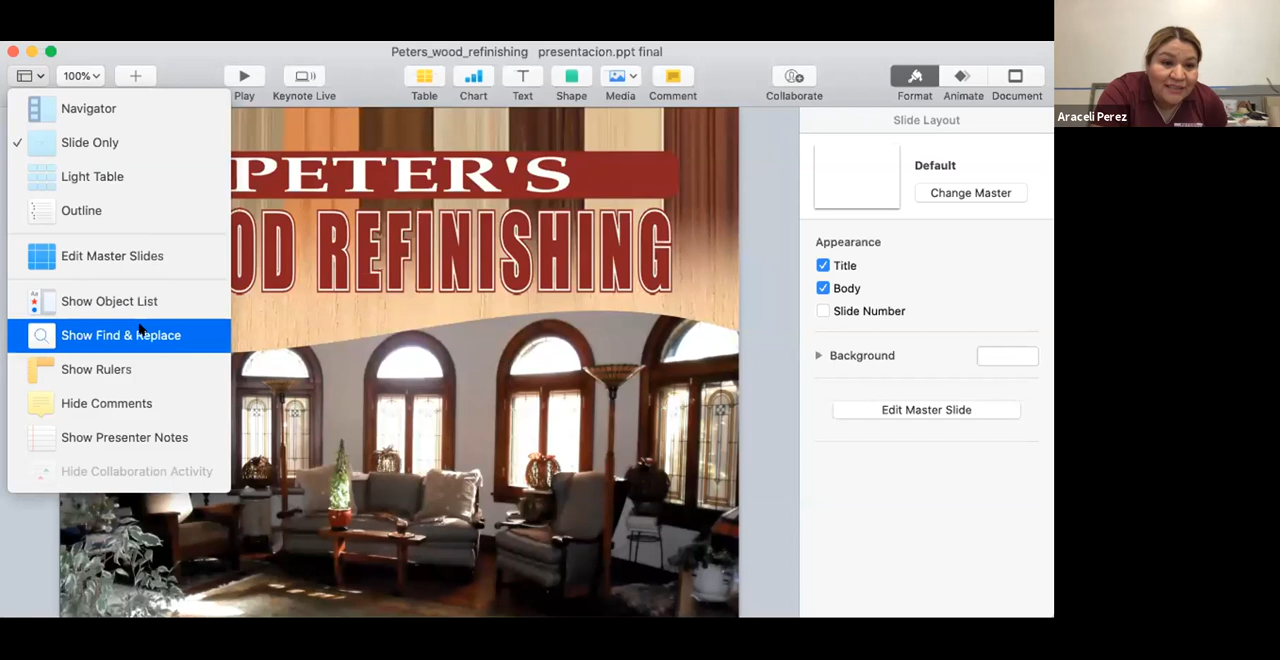 Peters_wood_refinishing presentacion.ppt final
100%
Play
Keynote Live
Table
Chart
Text
Shape
Media
Comment
Collaborate
Format
Animate
Document
Navigator
Slide Only
Light Table
Outline
Edit Master Slides
Show Object List
Show Find & Replace
Show Rulers
Hide Comments
Show Presenter Notes
Hide Collaboration Activity
PETER'S
OD REFINISHING
Slide Layout
Default
Change Master
Appearance
Title
Body
Slide Number
Background
Edit Master Slide
Araceli Perez